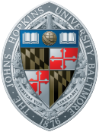 THE JOHNS HOPKINS UNIVERSITY BALTIMORE
1876